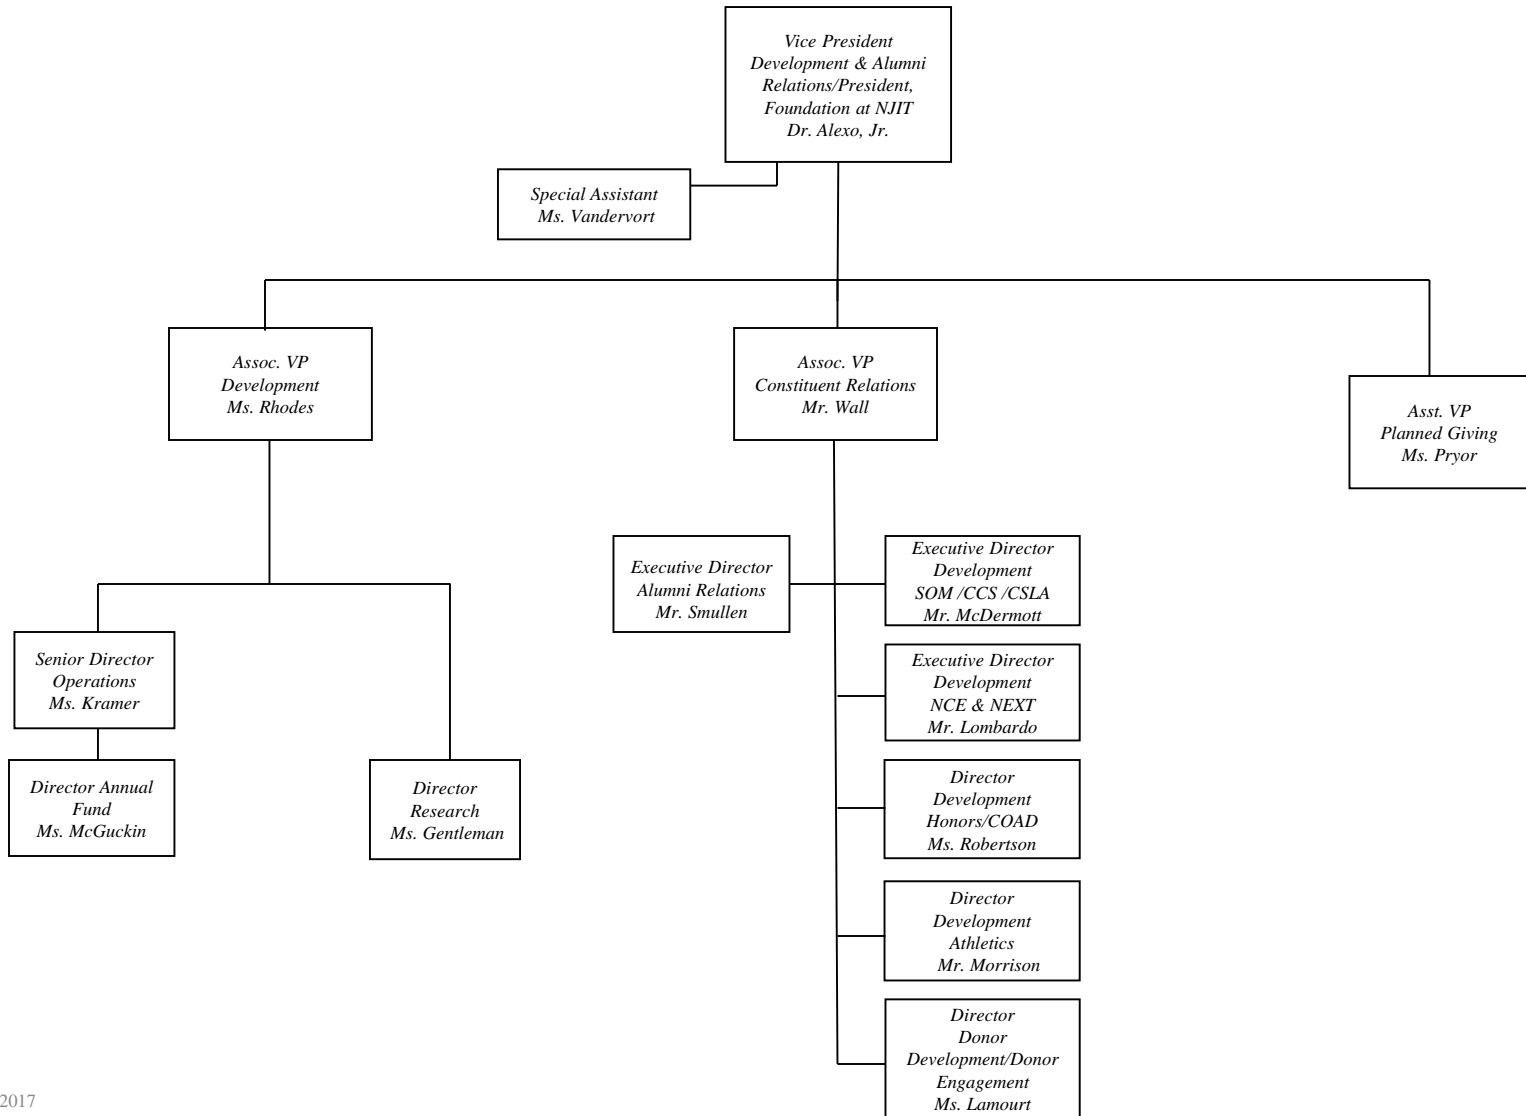 Vice President
Development & Alumni
Relations/President,
Foundation at NJIT
Dr. Alexo, Jr.
Special Assistant
Ms. Vandervort
Assoc. VP
Development
Ms. Rhodes
Assoc. VP
Constituent Relations
Mr. Wall
Asst. VP
Planned Giving
Ms. Pryor
Executive Director
Alumni Relations
Mr. Smullen
Executive Director
Development
SOM /CCS /CSLA
Mr. McDermott
Senior Director
Operations
Ms. Kramer
Executive Director
Development
NCE & NEXT
Mr. Lombardo
Director Annual
Fund
Ms. McGuckin
Director
Research
Ms. Gentleman
Director
Development
Honors/COAD
Ms. Robertson
Director
Development
Athletics
Mr. Morrison
Director
Donor
Development/Donor
Engagement
Ms. Lamourt
2017